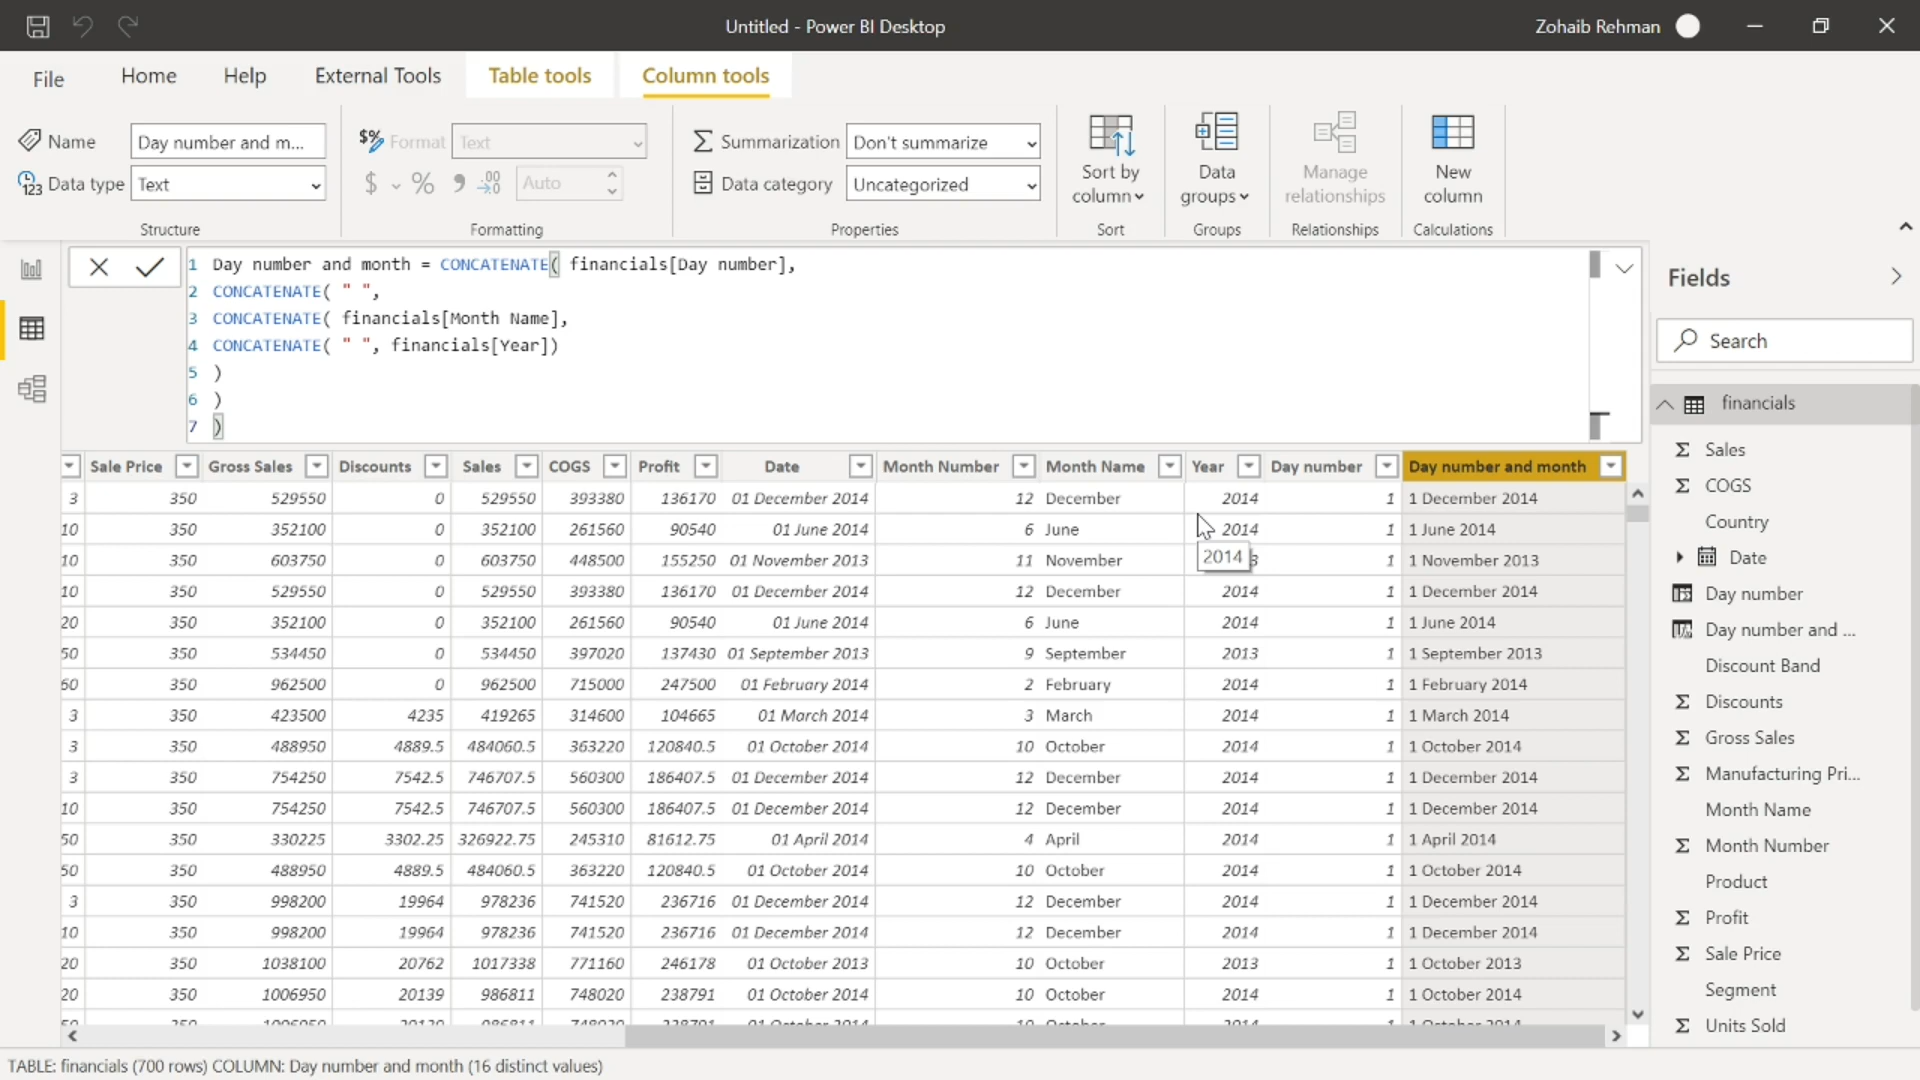 Untitled - Power BI Desktop
Zohaib Rehman
File Home Help External Tools Table tools Column tools
Name Day number and m... $% Format Text Σ Summarization Don't summarize Sort by column Data groups Manage relationships New column
123 Data type Text $ % 9 .00 Auto Data category Uncategorized
Structure Formatting Properties Sort Groups Relationships Calculations
1 Day number and month = CONCATENATE( financials[Day number],
2 CONCATENATE( " ",
3 CONCATENATE( financials[Month Name],
4 CONCATENATE( " ", financials[Year])
5 )
6 )
7 )
Sale Price Gross Sales Discounts Sales COGS Profit Date Month Number Month Name Year Day number Day number and month
3 350 529550 0 529550 393380 136170 01 December 2014 12 December 2014 1 1 December 2014
10 350 352100 0 352100 261560 90540 01 June 2014 6 June 2014 1 1 June 2014
2014
10 350 603750 0 603750 448500 155250 01 November 2013 11 November 3 1 1 November 2013
10 350 529550 0 529550 393380 136170 01 December 2014 12 December 2014 1 1 December 2014
20 350 352100 0 352100 261560 90540 01 June 2014 6 June 2014 1 1 June 2014
50 350 534450 0 534450 397020 137430 01 September 2013 9 September 2013 1 1 September 2013
60 350 962500 0 962500 715000 247500 01 February 2014 2 February 2014 1 1 February 2014
3 350 423500 4235 419265 314600 104665 01 March 2014 3 March 2014 1 1 March 2014
3 350 488950 4889.5 484060.5 363220 120840.5 01 October 2014 10 October 2014 1 1 October 2014
3 350 754250 7542.5 746707.5 560300 186407.5 01 December 2014 12 December 2014 1 1 December 2014
10 350 754250 7542.5 746707.5 560300 186407.5 01 December 2014 12 December 2014 1 1 December 2014
50 350 330225 3302.25 326922.75 245310 81612.75 01 April 2014 4 April 2014 1 1 April 2014
50 350 488950 4889.5 484060.5 363220 120840.5 01 October 2014 10 October 2014 1 1 October 2014
3 350 998200 19964 978236 741520 236716 01 December 2014 12 December 2014 1 1 December 2014
10 350 998200 19964 978236 741520 236716 01 December 2014 12 December 2014 1 1 December 2014
20 350 1038100 20762 1017338 771160 246178 01 October 2013 10 October 2013 1 1 October 2013
20 350 1006950 20139 986811 748020 238791 01 October 2014 10 October 2014 1 1 October 2014
Fields
Search
financials
Σ Sales
Σ COGS
Country
Date
Day number
Day number and ...
Discount Band
Σ Discounts
Σ Gross Sales
Σ Manufacturing Pri...
Month Name
Σ Month Number
Product
Σ Profit
Σ Sale Price
Segment
Σ Units Sold
TABLE: financials (700 rows) COLUMN: Day number and month (16 distinct values)